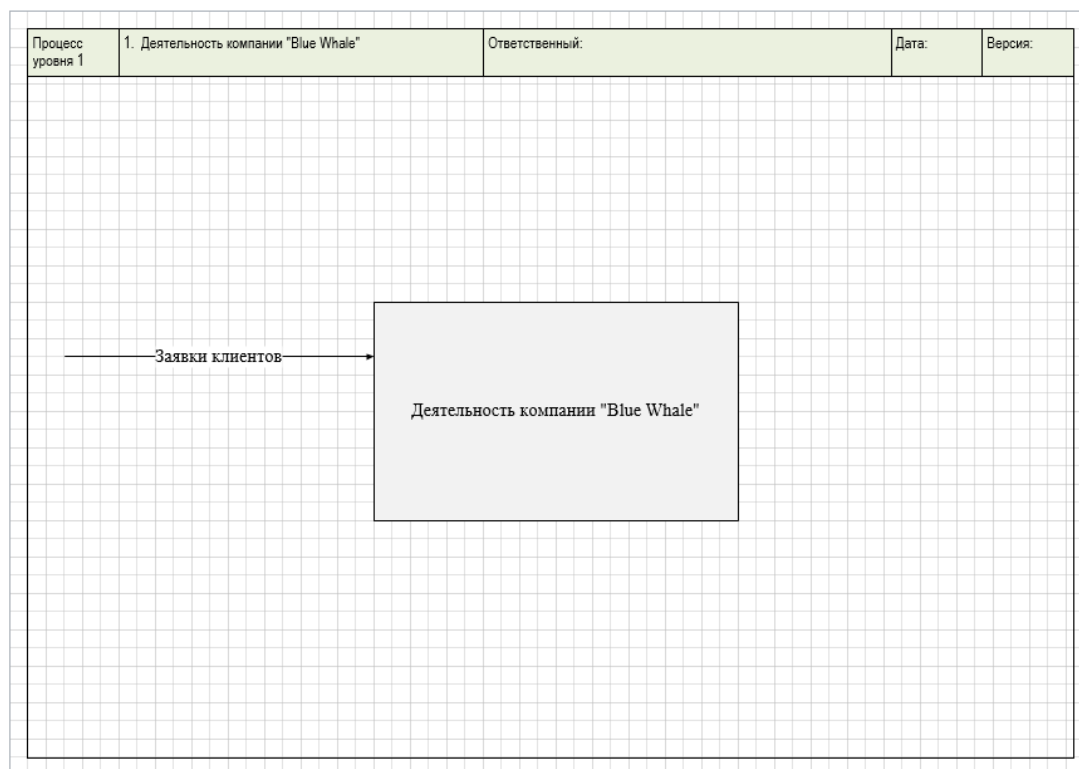 Процесс
уровня 1
1. Деятельность компании "Blue Whale"
Ответственный:
Дата:
Версия:
Заявки клиентов
Деятельность компании "Blue Whale"